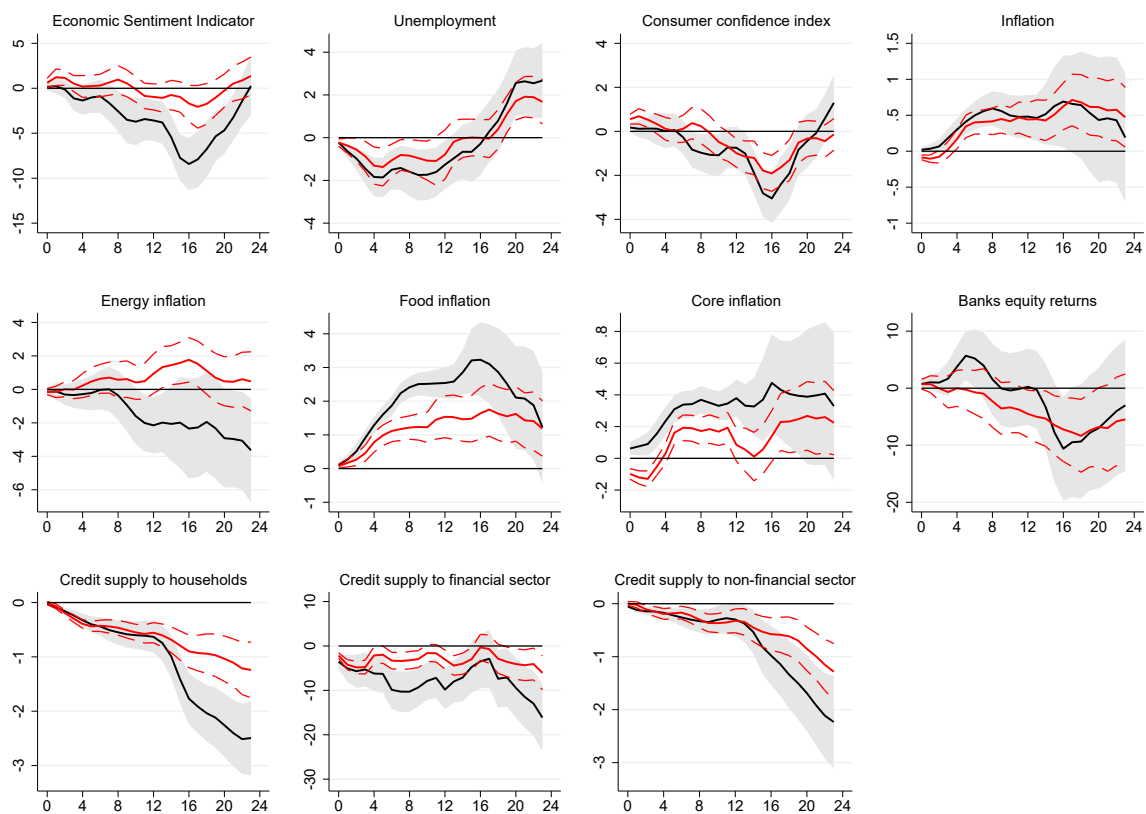 Economic Sentiment Indicator
5
0
-5
-10
-15
0 4 8 12 16 20 24
Unemployment
4
2
0
-2
-4
0 4 8 12 16 20 24
Consumer confidence index
4
2
0
-2
-4
0 4 8 12 16 20 24
Inflation
1.5
1
.5
0
-.5
-1
0 4 8 12 16 20 24
Energy inflation
4
2
0
-2
-4
-6
0 4 8 12 16 20 24
Food inflation
4
3
2
1
0
-1
0 4 8 12 16 20 24
Core inflation
.8
.6
.4
.2
0
-.2
0 4 8 12 16 20 24
Banks equity returns
10
0
-10
-20
0 4 8 12 16 20 24
Credit supply to households
0
-1
-2
-3
0 4 8 12 16 20 24
Credit supply to financial sector
10
0
-10
-20
-30
0 4 8 12 16 20 24
Credit supply to non-financial sector
0
-1
-2
-3
0 4 8 12 16 20 24